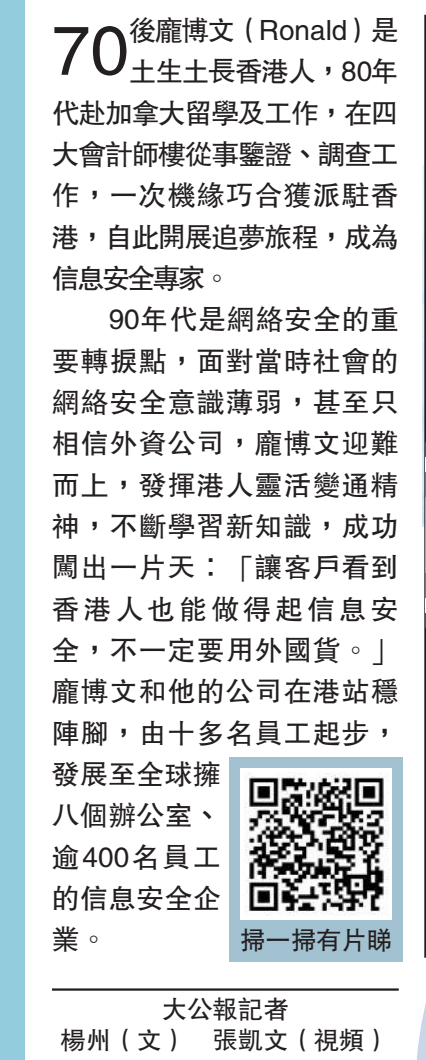 70後龐博文（Ronald）是
土生土長香港人，80年
代赴加拿大留學及工作，在四
大會計師樓從事鑒證、調查工
作，一次機緣巧合獲派駐香
港，自此開展追夢旅程，成為
信息安全專家。
90年代是網絡安全的重
要轉捩點，面對當時社會的
網絡安全意識薄弱，甚至只
相信外資公司，龐博文迎難
而上，發揮港人靈活變通精
神，不斷學習新知識，成功
闖出一片天：「讓客戶看到
香港人也能做得起信息安
全，不一定要用外國貨。」
龐博文和他的公司在港站穩
陣腳，由十多名員工起步，
發展至全球擁
八個辦公室、
逾400名員工
的信息安全企
業。
掃一掃有片睇
大公報記者
楊州（文）　張凱文（視頻）